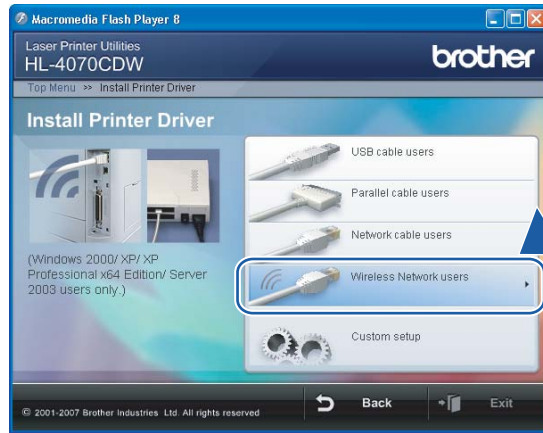 Macromedia Flash Player 8
Laser Printer Utilities
HL-4070CDW
brother
Top Menu >> Install Printer Driver
Install Printer Driver
USB cable users
Parallel cable users
Network cable users
(Windows 2000/ XP/ XP
Professional x64 Edition/ Server
2003 users only.)
Wireless Network users
Custom setup
© 2001-2007 Brother Industries Ltd. All rights reserved
Back
Exit